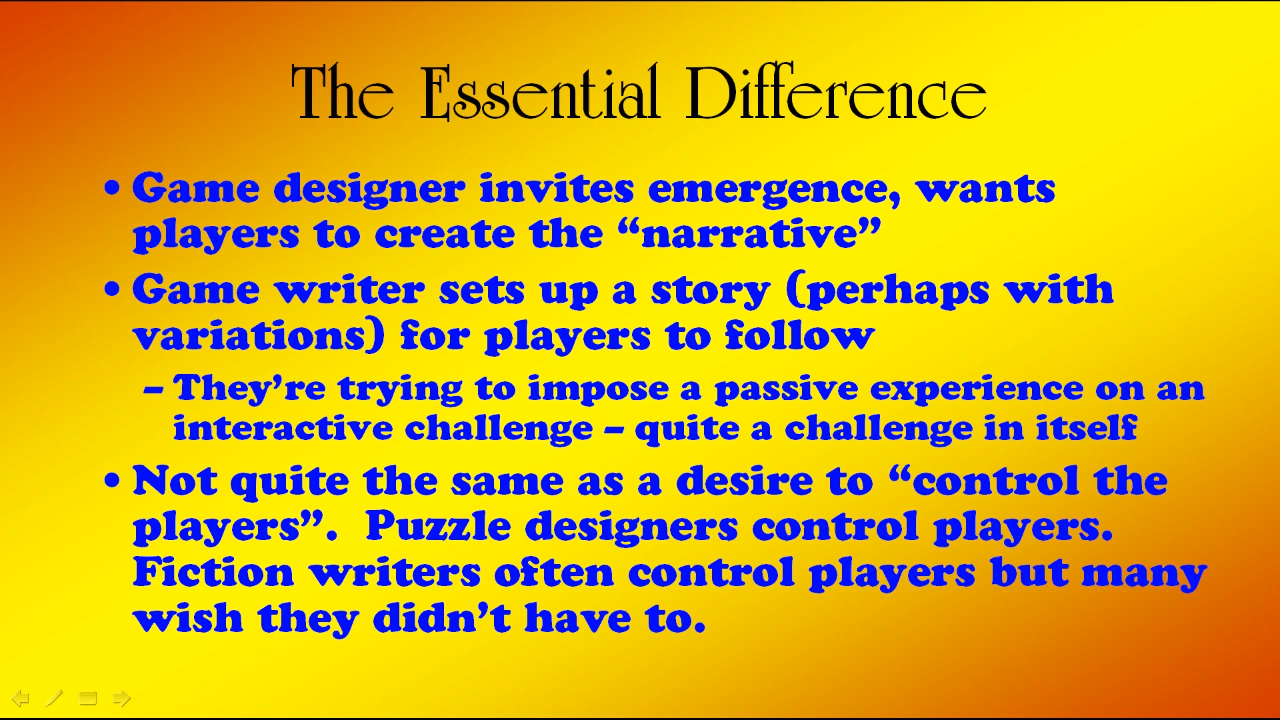 The Essential Difference
• Game designer invites emergence, wants
players to create the “narrative”
• Game writer sets up a story (perhaps with
variations) for players to follow
– They’re trying to impose a passive experience on an
interactive challenge – quite a challenge in itself
• Not quite the same as a desire to “control the
players”.  Puzzle designers control players.
Fiction writers often control players but many
wish they didn’t have to.